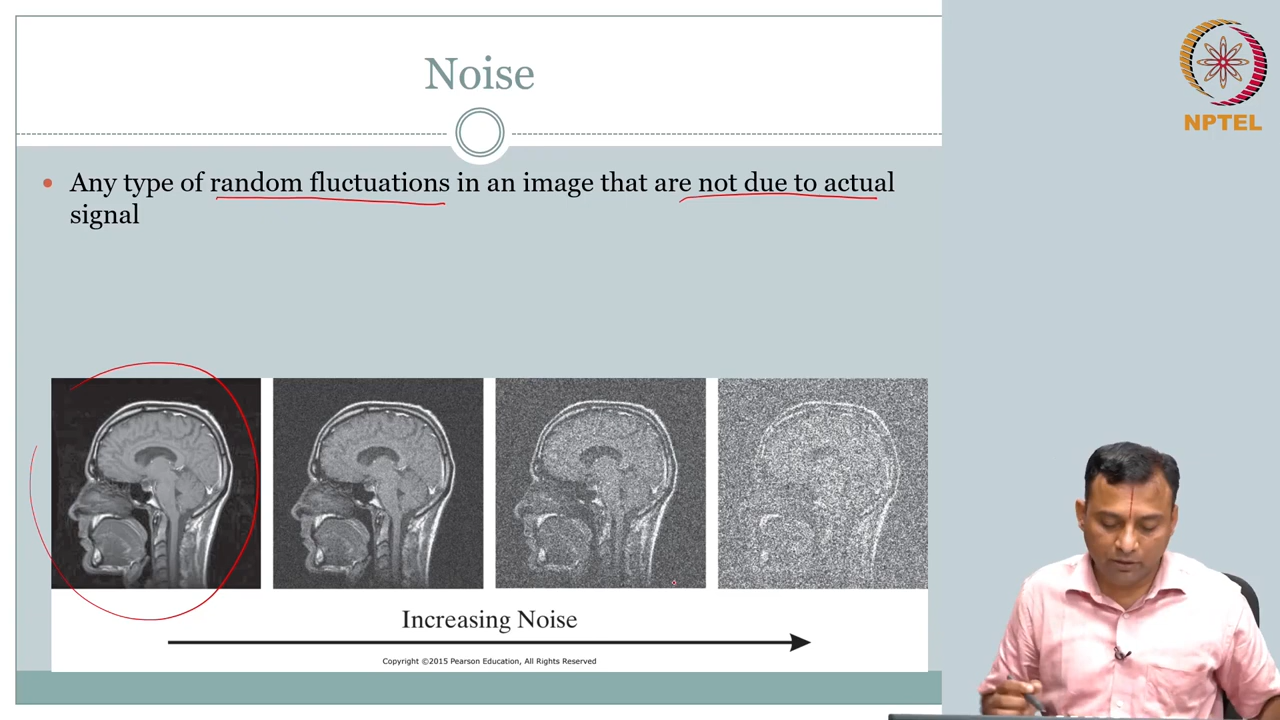 Noise
NPTEL
• Any type of random fluctuations in an image that are not due to actual
signal
Increasing Noise
Copyright ©2015 Pearson Education, All Rights Reserved